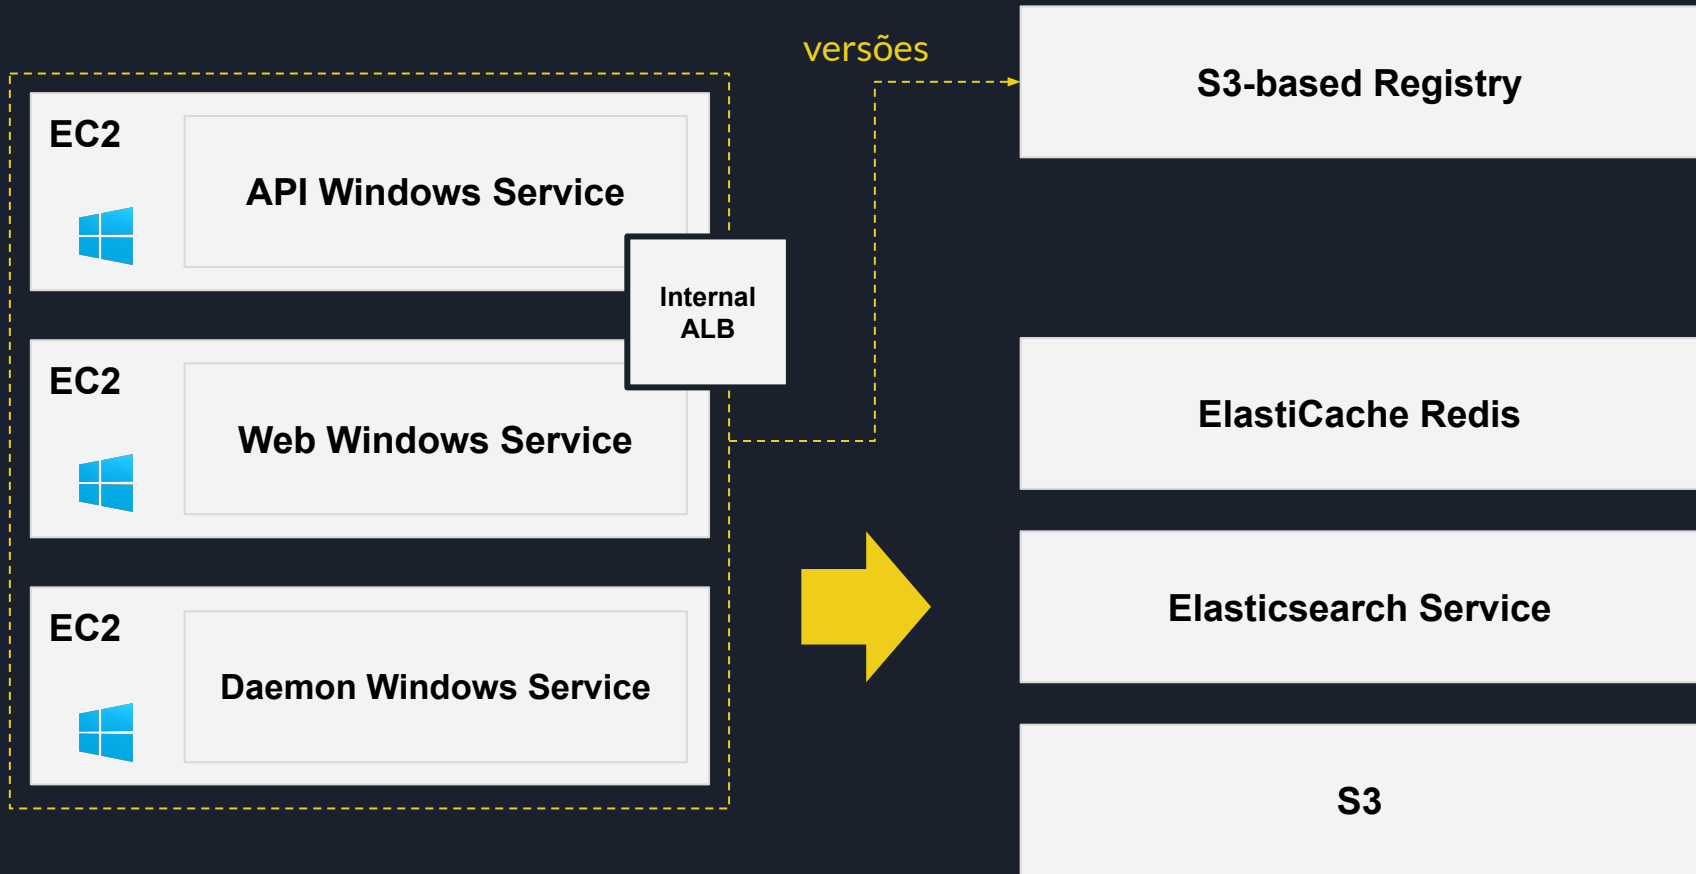 versões
S3-based Registry
EC2
API Windows Service
Internal
ALB
EC2
Web Windows Service
ElastiCache Redis
Elasticsearch Service
EC2
Daemon Windows Service
S3